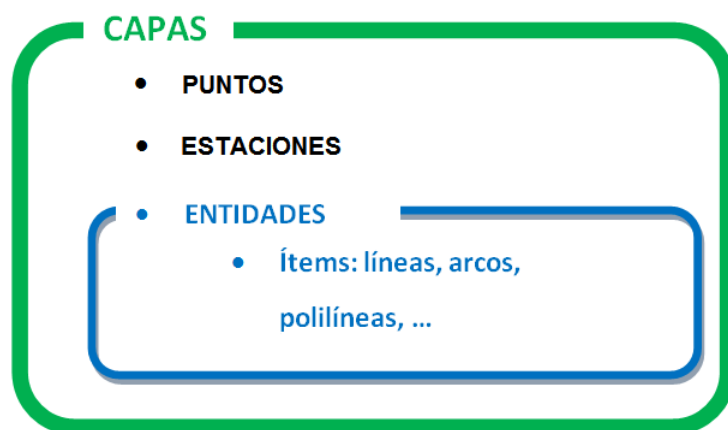 CAPAS
• PUNTOS
• ESTACIONES
• ENTIDADES
• Ítems: líneas, arcos,
polilíneas, ...